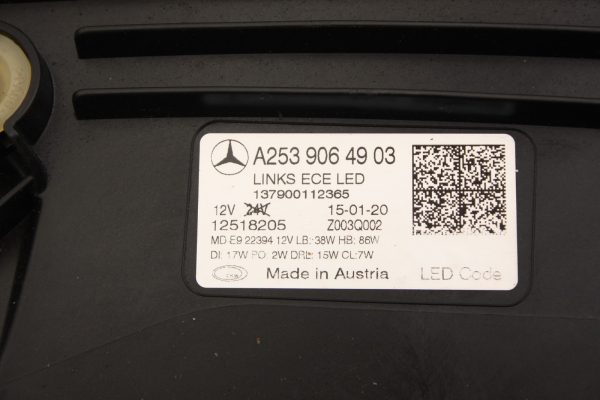 A253 906 49 03
LINKS ECE LED
137900112365
12V 24V 15-01-20
12518205 Z003Q002
MD E9 22394 12V LB: 38W HB: 86W
DI: 17W PO: 2W DRL: 15W CL:7W
Made in Austria LED Code